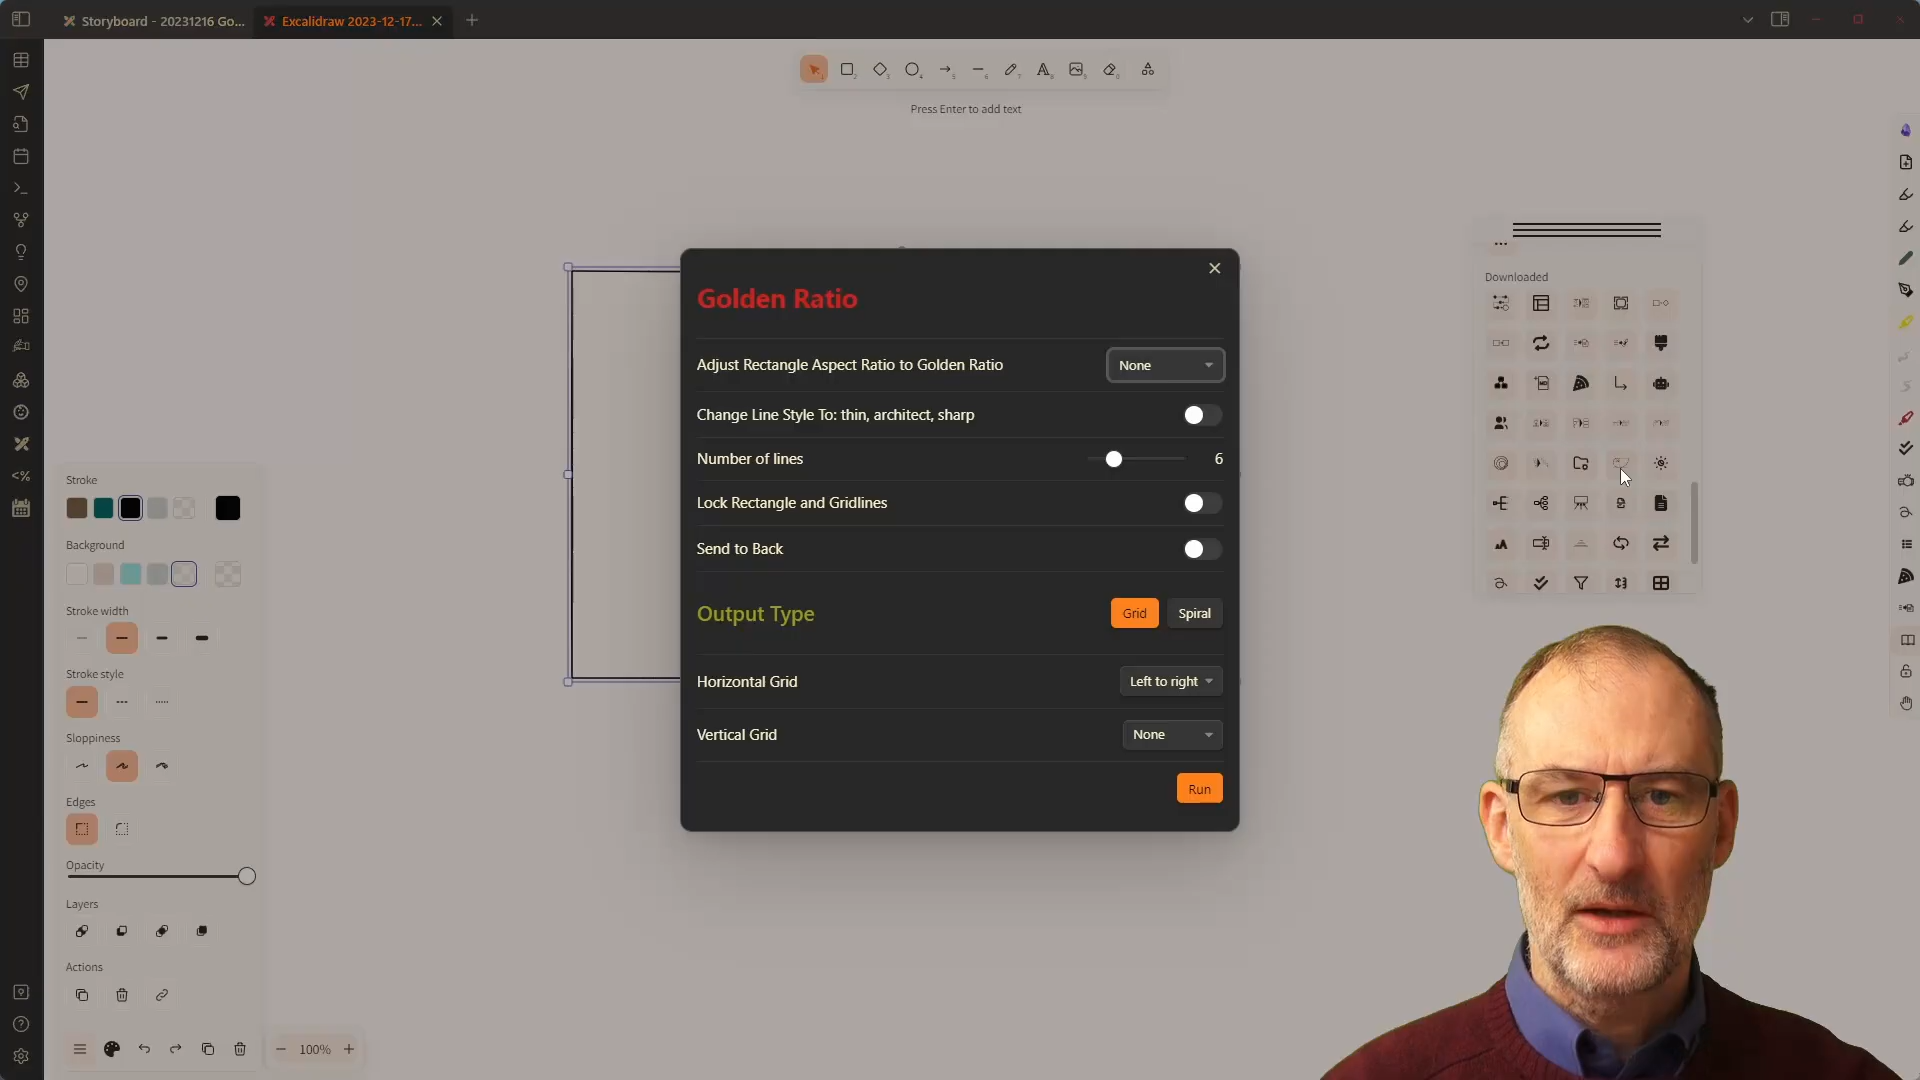 Storyboard - 20231216 Go...
Excalidraw 2023-12-17...
Press Enter to add text
Downloaded
Golden Ratio
Adjust Rectangle Aspect Ratio to Golden Ratio
None
Change Line Style To: thin, architect, sharp
Number of lines
6
Lock Rectangle and Gridlines
Send to Back
Output Type
Grid
Spiral
Horizontal Grid
Left to right
Vertical Grid
None
Run
Stroke
Background
Stroke width
Stroke style
Sloppiness
Edges
Opacity
Layers
Actions
100%